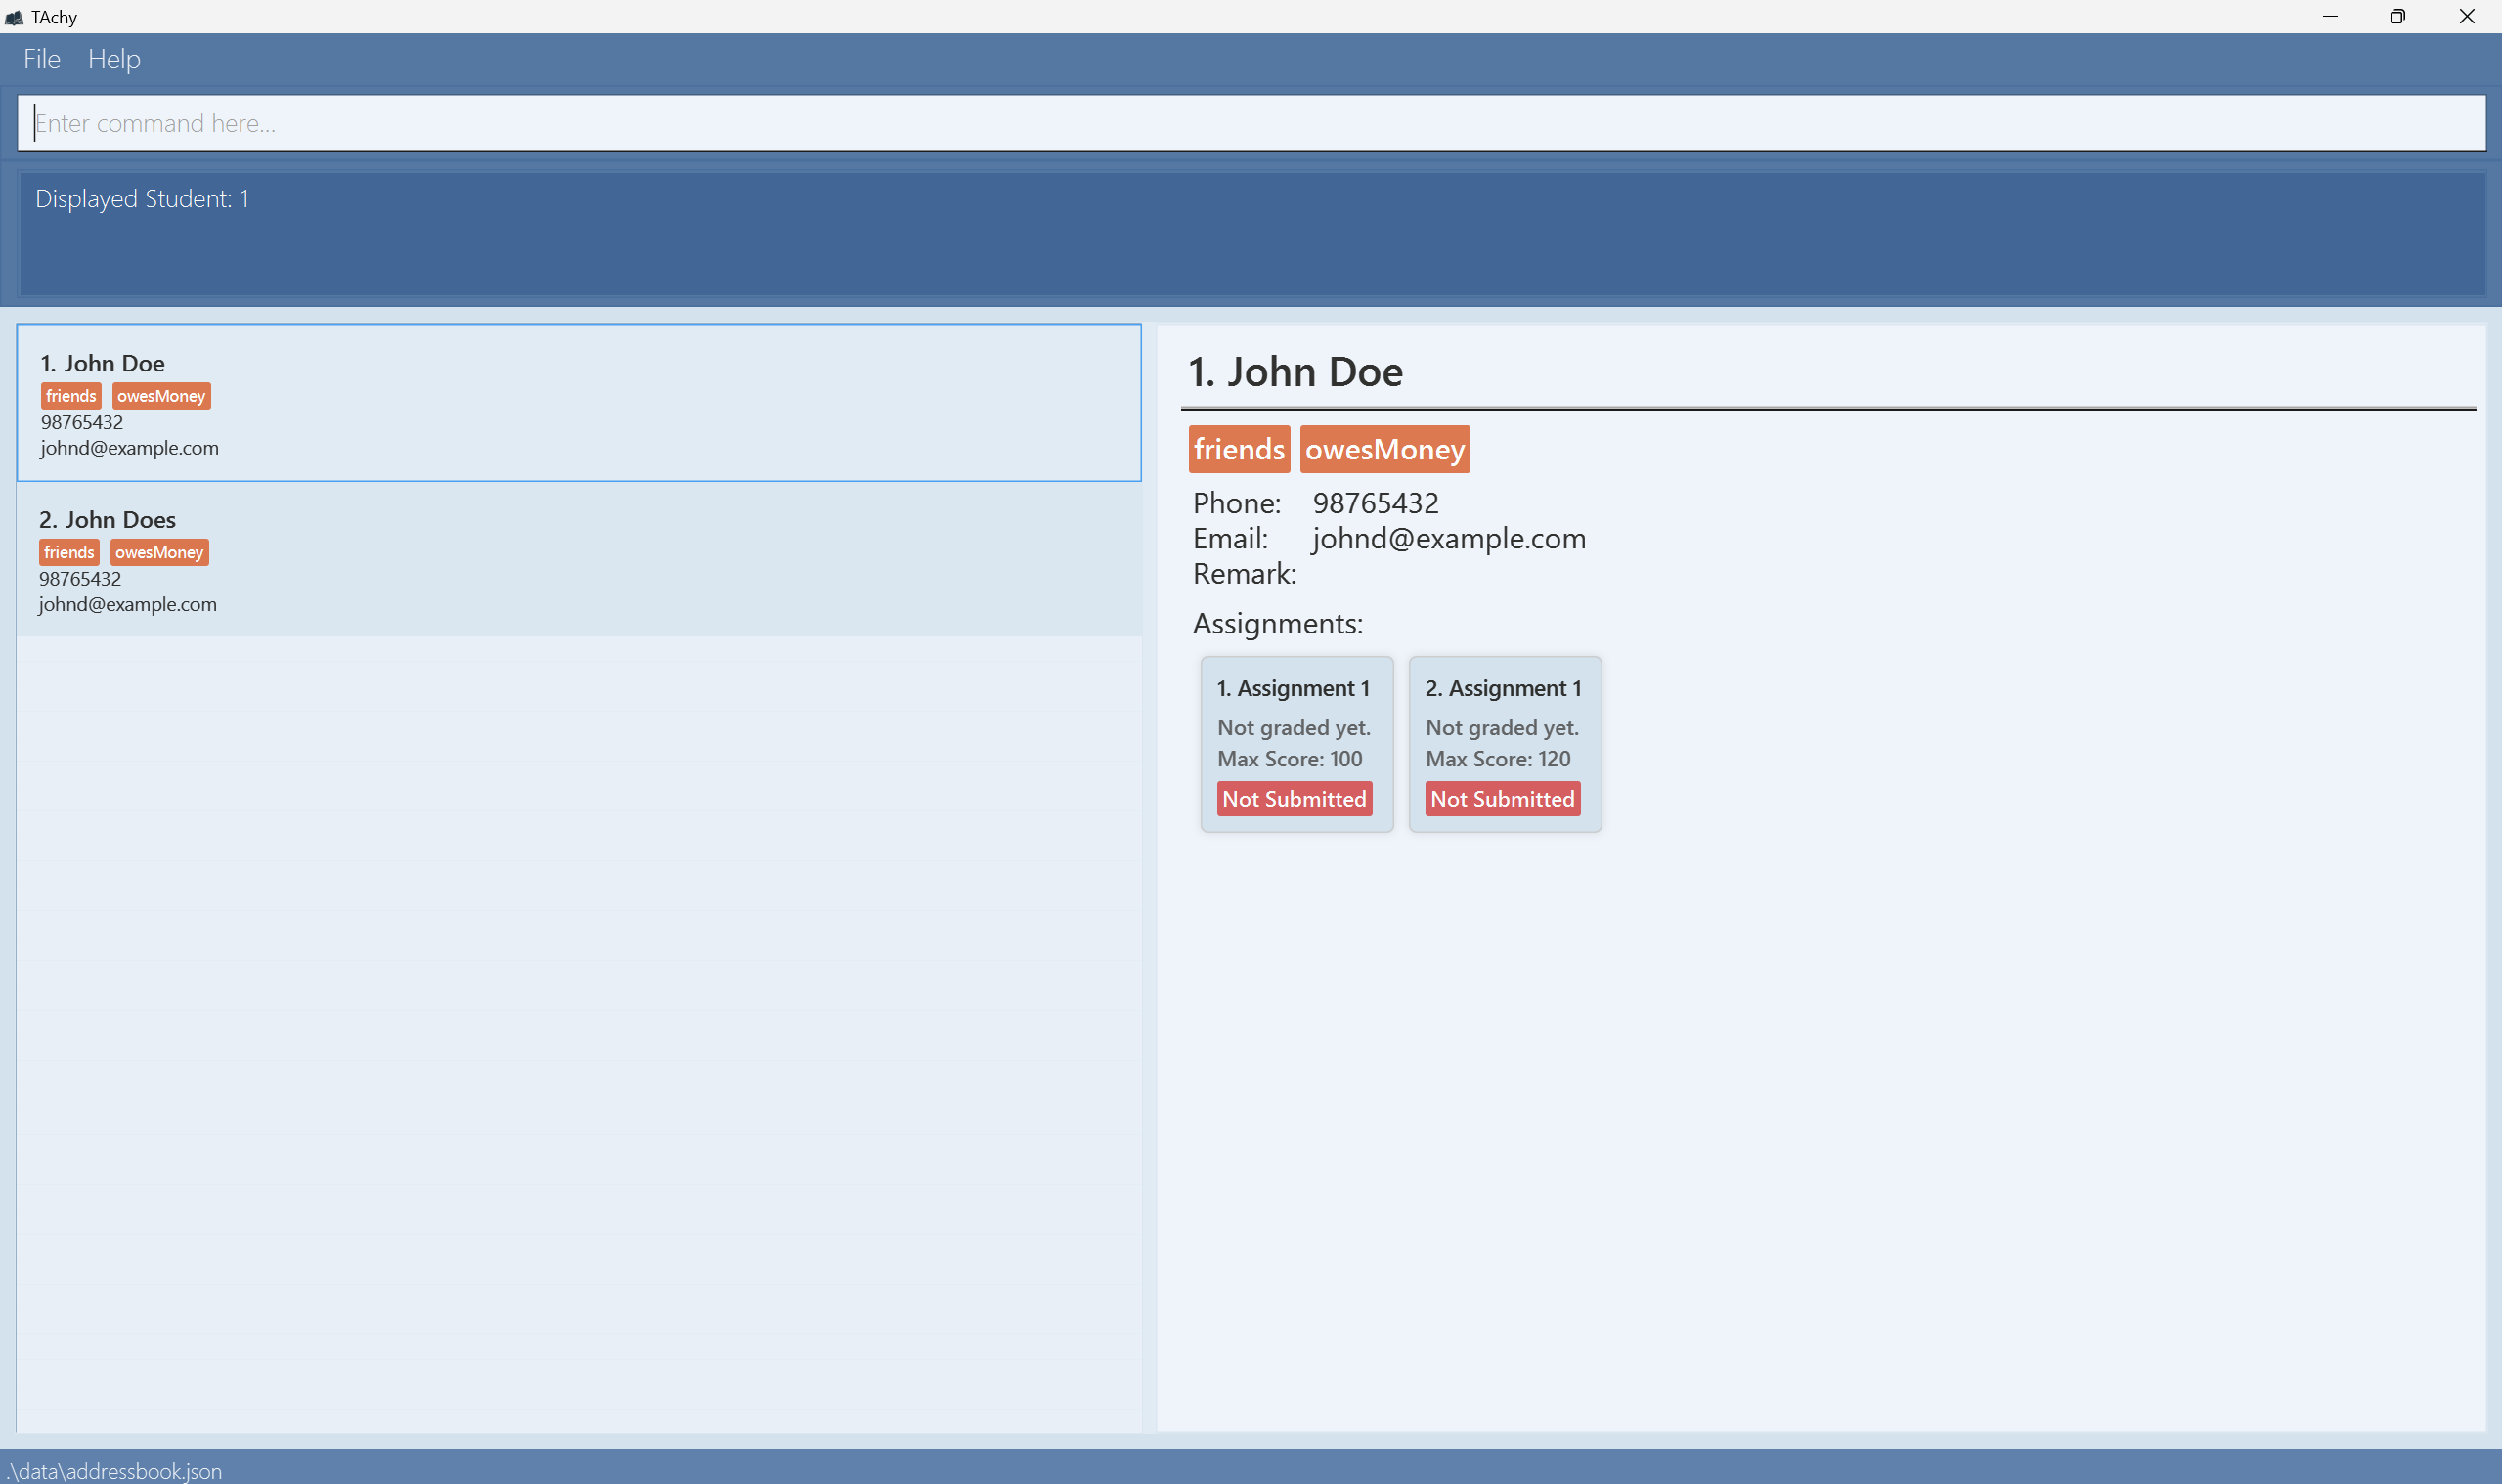 TAchy
File Help
Enter command here...
Displayed Student: 1
1. John Doe
friends owesMoney
98765432
johnd@example.com
2. John Does
friends owesMoney
98765432
johnd@example.com
1. John Doe
friends owesMoney
Phone: 98765432
Email: johnd@example.com
Remark:
Assignments:
1. Assignment 1
Not graded yet.
Max Score: 100
Not Submitted
2. Assignment 1
Not graded yet.
Max Score: 120
Not Submitted
.\data\addressbook.json